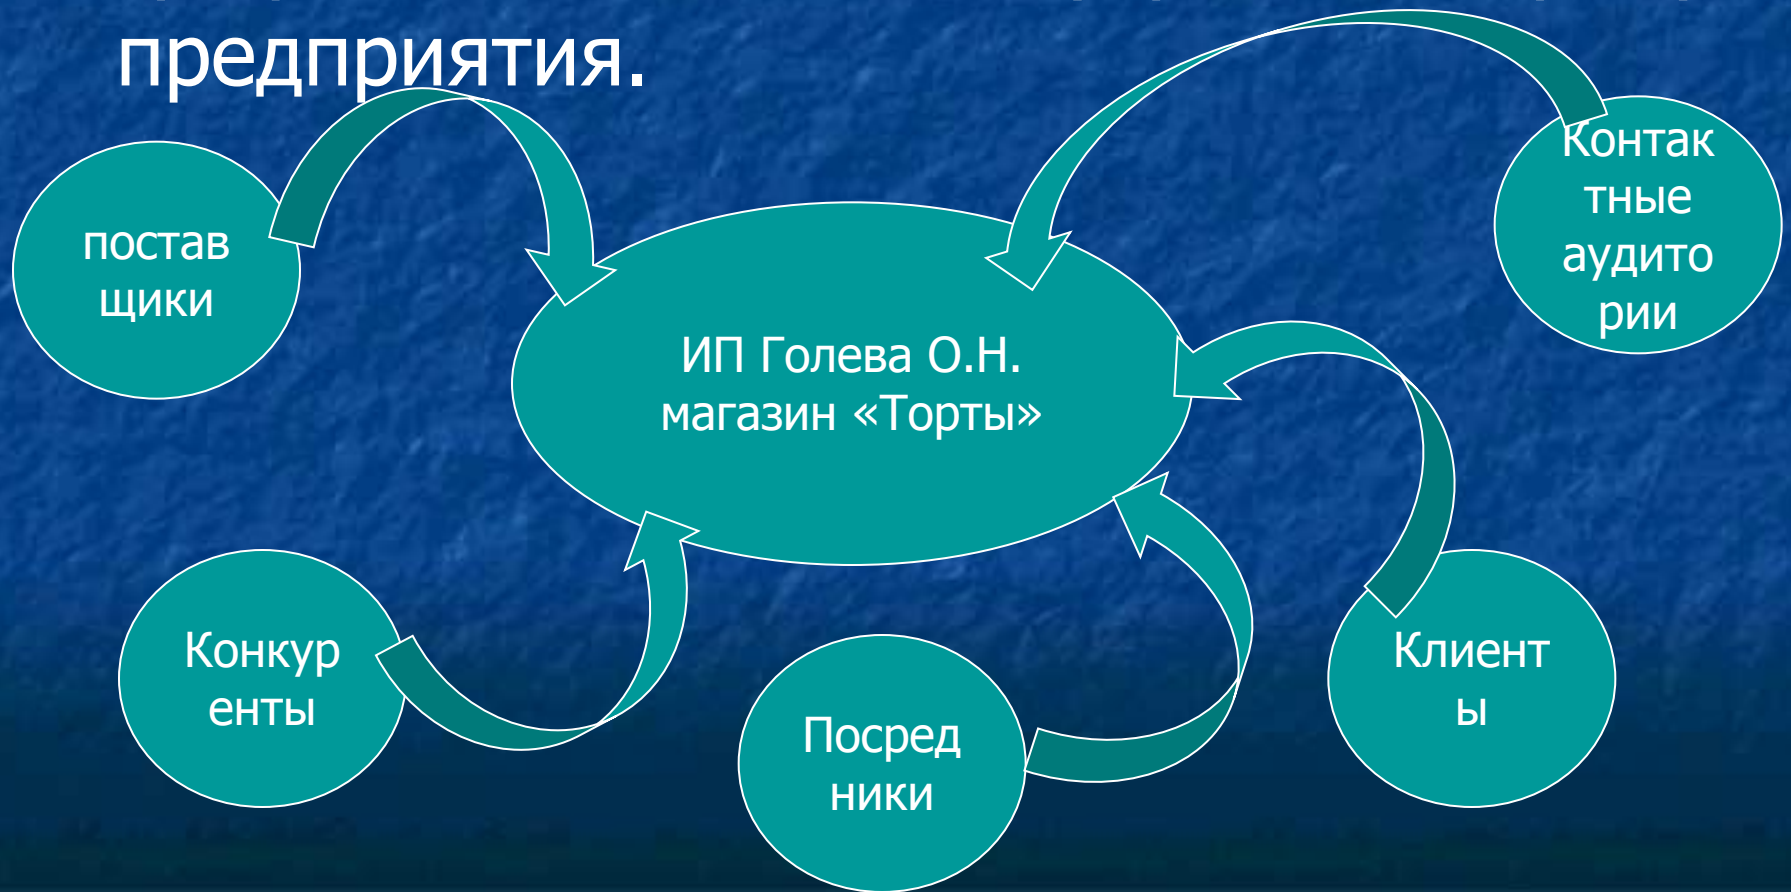 предприятия.
постав
щики
Контак
тные
аудито
рии
ИП Голева О.Н.
магазин «Торты»
Конкур
енты
Посред
ники
Клиент
ы